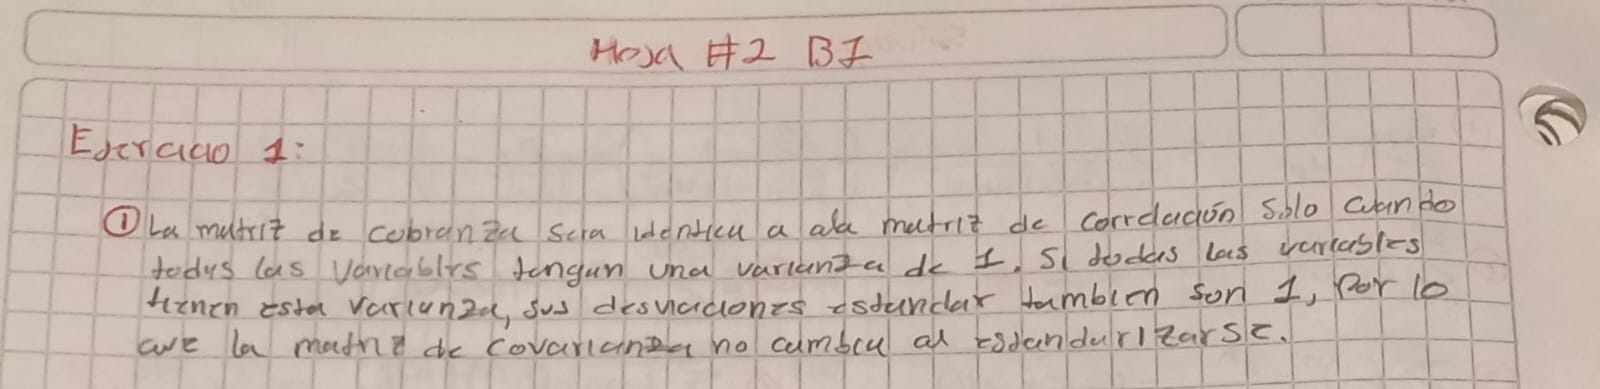 Hoja #2 BI
Ejercicio 1:
① La matriz de cobranza sera identica a ala matriz de correlación solo cuando
todas las variables tengan una varianza de 1. Si todas las variables
tienen esta varianza, sus desviaciones estandar tambien son 1, por lo
que la matriz de covarianza no cambia al estandarizarse.